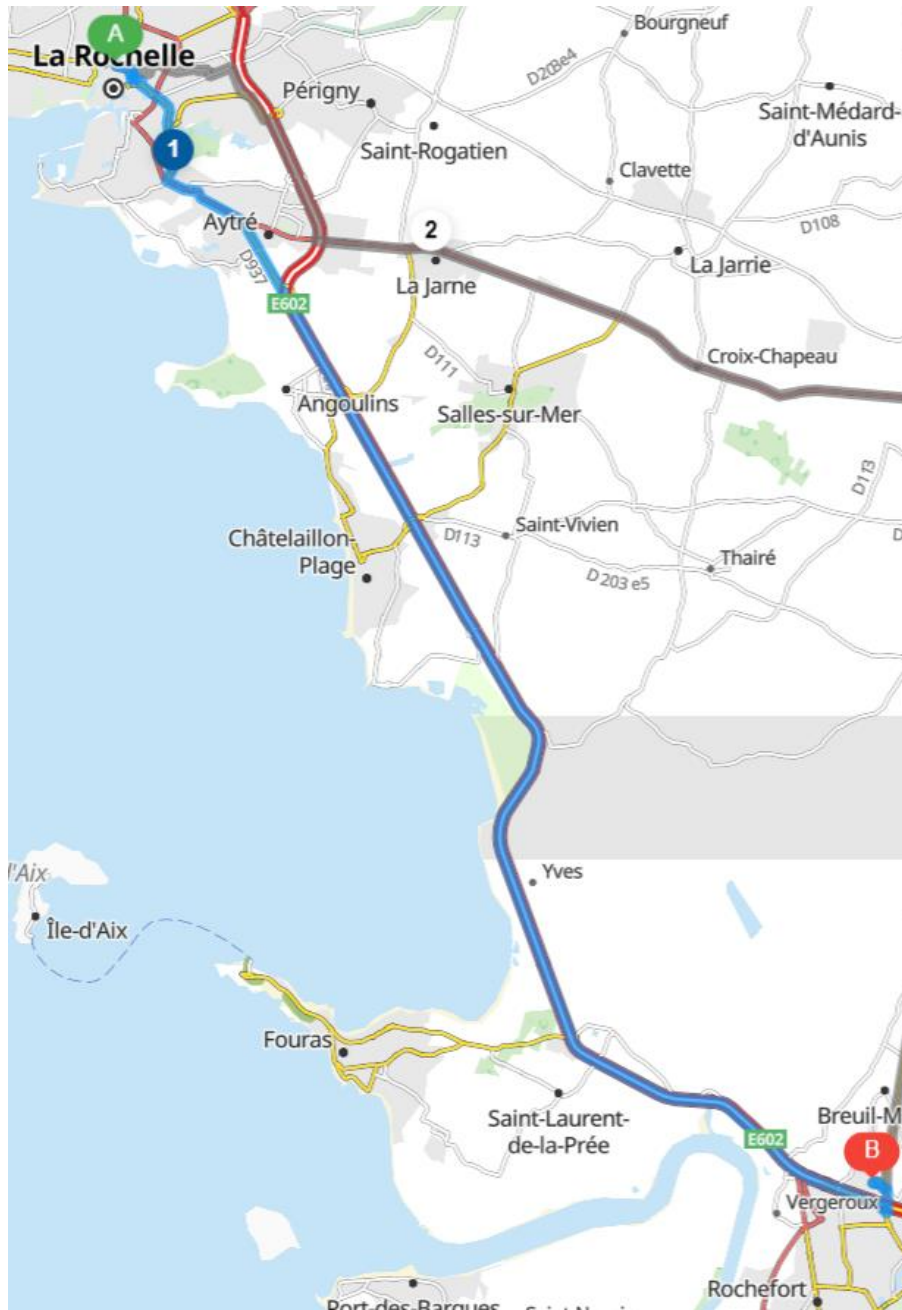 A
Bourgneuf
La Rochelle
D208e4
Périgny
Saint-Médard-
d'Aunis
1
Saint-Rogatien
Clavette
Aytré
2
D108
D937
La Jarne
La Jarrie
E602
D111
Croix-Chapeau
Angoulins
Salles-sur-Mer
D113
Châtelaillon-
Plage
D113
Saint-Vivien
D
D 203 e5
Thairé
Yves
d'Aix
Île-d'Aix
Fouras
Saint-Laurent-
de-la-Prée
Breuil-M
E602
B
Vergeroux
Rochefort
Port-des-Barques